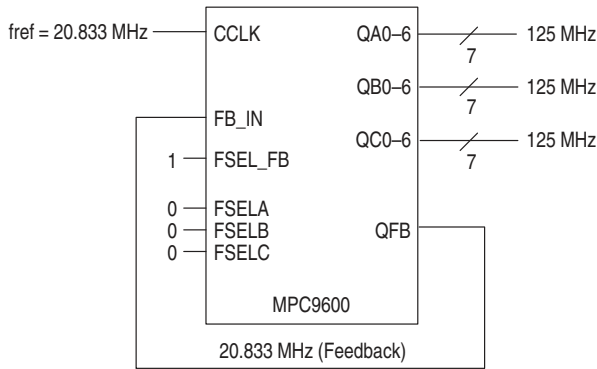 fref = 20.833 MHz
CCLK
QA0–6
7
125 MHz
QB0–6
7
125 MHz
FB_IN
QC0–6
7
125 MHz
1
FSEL_FB
0
FSELA
0
FSELB
QFB
0
FSELC
MPC9600
20.833 MHz (Feedback)